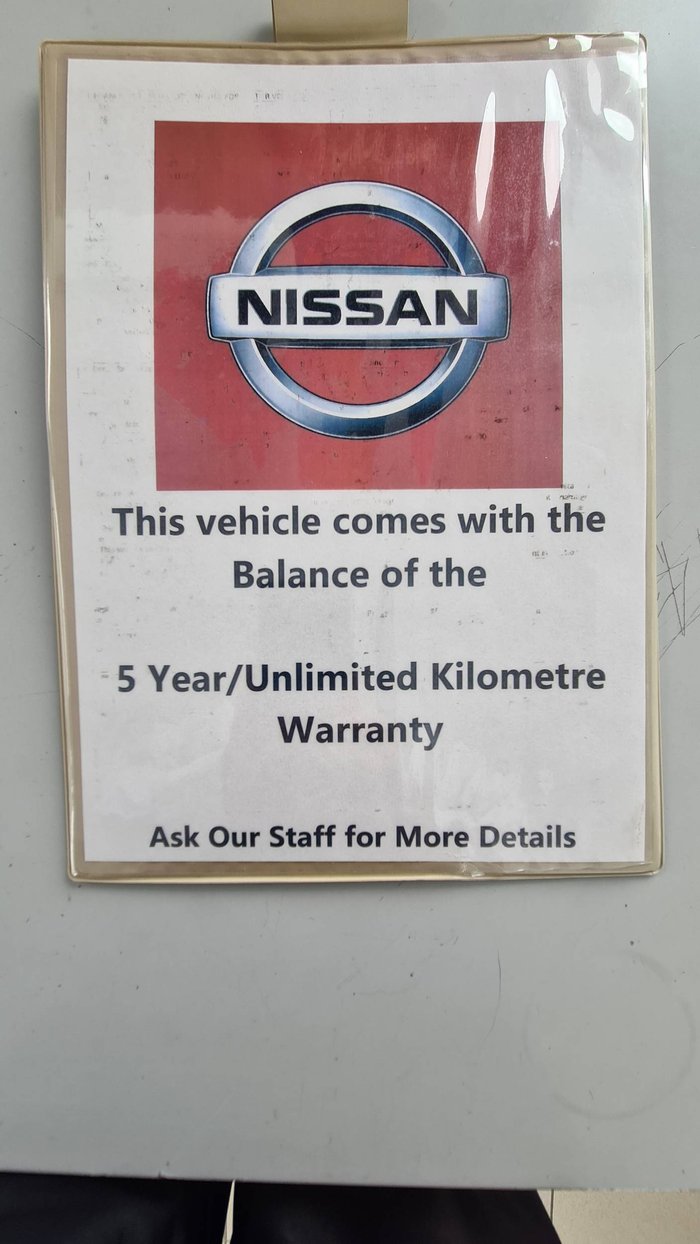 NISSAN
This vehicle comes with the
Balance of the
5 Year/Unlimited Kilometre
Warranty
Ask Our Staff for More Details